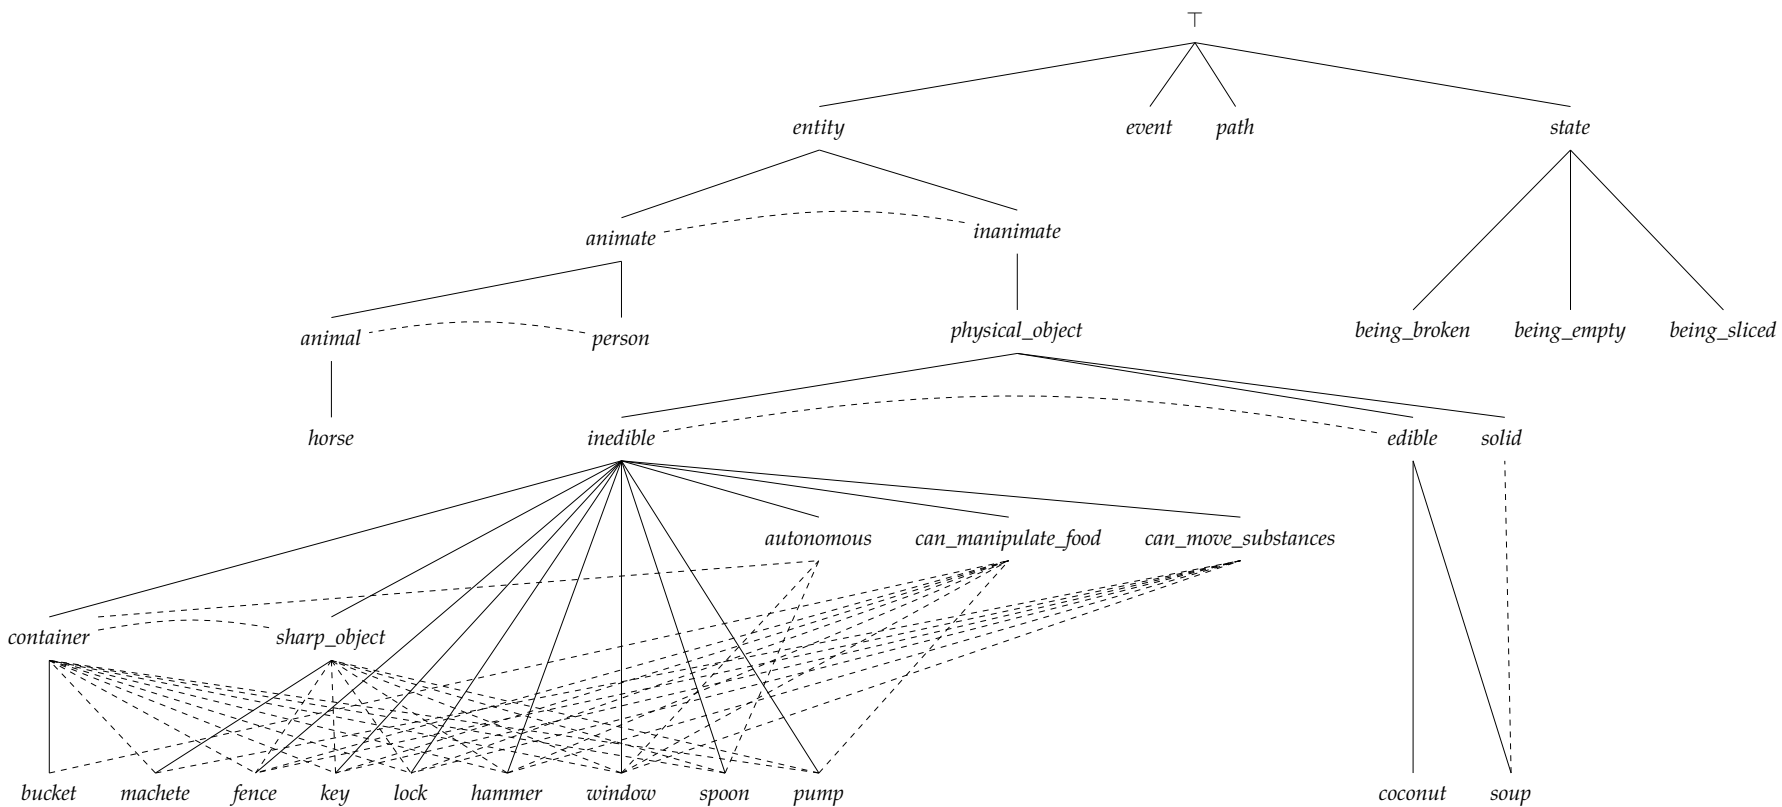 ⊤
entity event path state
animate inanimate
animal person physical_object being_broken being_empty being_sliced
horse inedible edible solid
autonomous can_manipulate_food can_move_substances
container sharp_object
bucket machete fence key lock hammer window spoon pump coconut soup